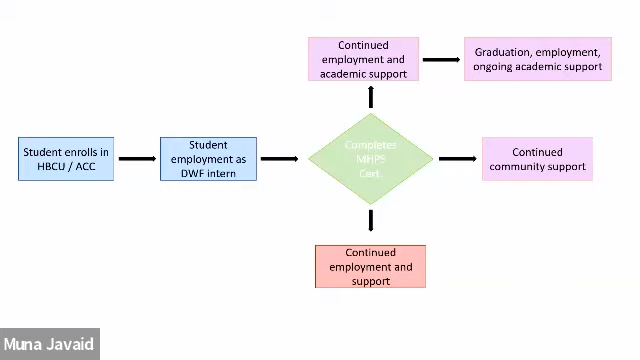 Continued
employment and
academic support
Graduation, employment,
ongoing academic support
Student enrolls in
HBCU / ACC
Student
employment as
DWF intern
Completes
MHPS
Cert.
Continued
community support
Continued
employment and
support
Muna Javaid